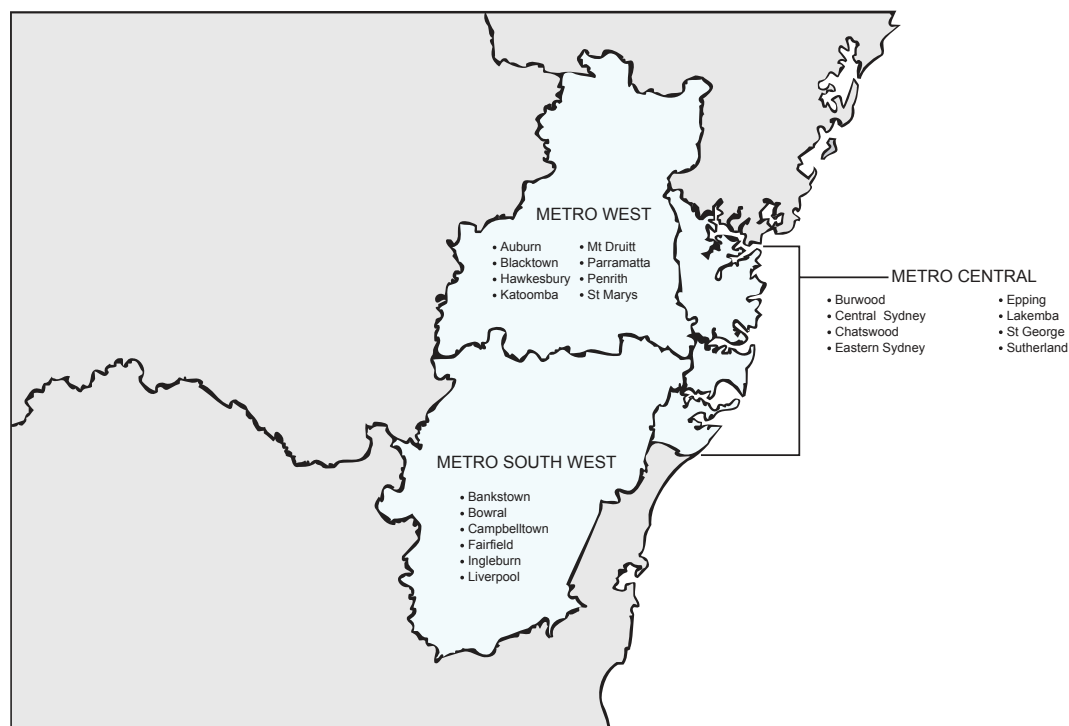 METRO WEST
• Auburn
• Blacktown
• Hawkesbury
• Katoomba
• Mt Druitt
• Parramatta
• Penrith
• St Marys
METRO CENTRAL
• Burwood
• Central Sydney
• Chatswood
• Eastern Sydney
• Epping
• Lakemba
• St George
• Sutherland
METRO SOUTH WEST
• Bankstown
• Bowral
• Campbelltown
• Fairfield
• Ingleburn
• Liverpool